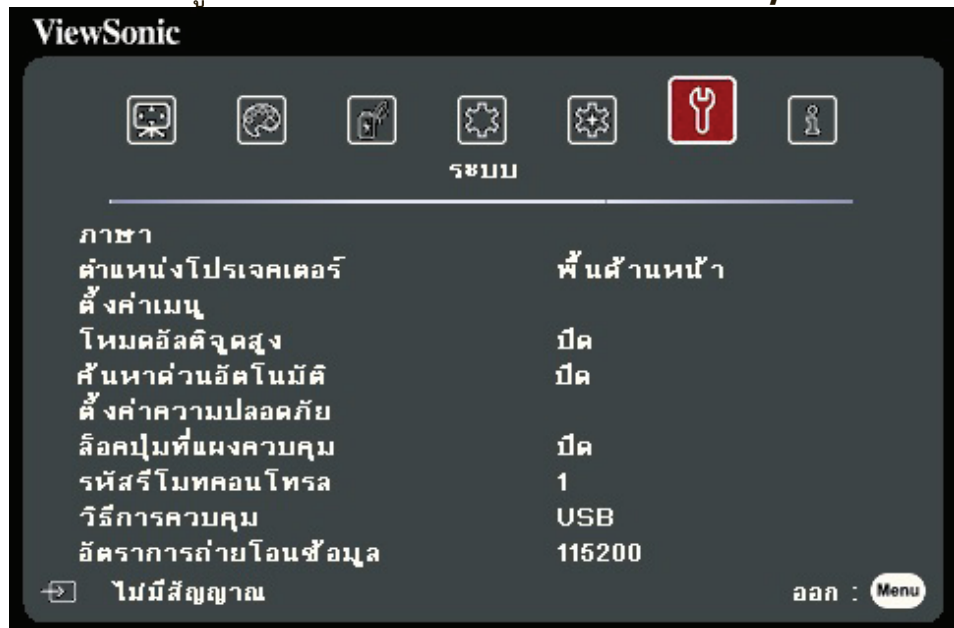 ViewSonic
ระบบ
ภาษา
ตำแหน่งโปรเจคเตอร์ พื้นด้านหน้า
ตั้งค่าเมนู
โหมดอัลติจูดสูง ปิด
ค้นหาด่วนอัตโนมัติ ปิด
ตั้งค่าความปลอดภัย
ล็อคปุ่มที่แผงควบคุม ปิด
รหัสรีโมทคอนโทรล 1
วิธีการควบคุม USB
อัตราการถ่ายโอนข้อมูล 115200
ไม่มีสัญญาณ ออก : Menu